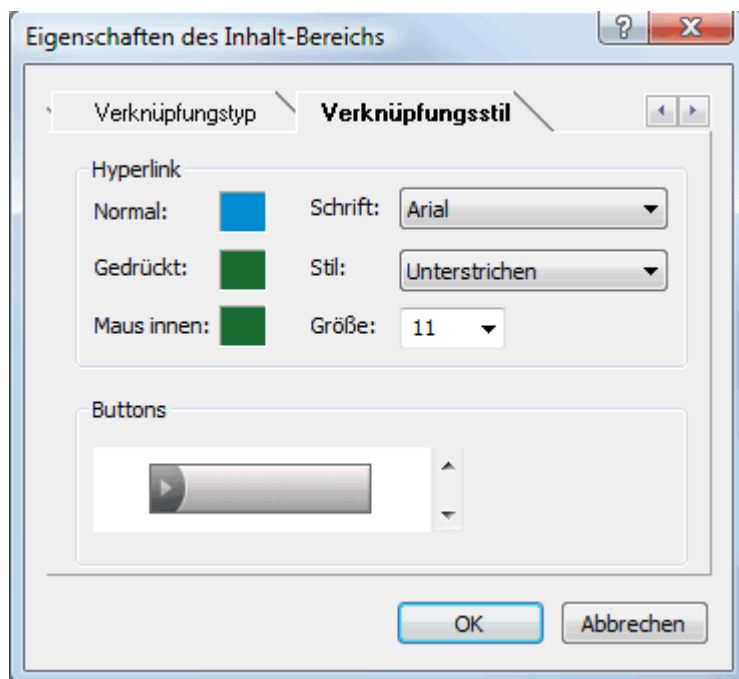 Eigenschaften des Inhalt-Bereichs
Verknüpfungstyp Verknüpfungsstil
Hyperlink
Normal: Schrift: Arial
Gedrückt: Stil: Unterstrichen
Maus innen: Größe: 11
Buttons
OK Abbrechen